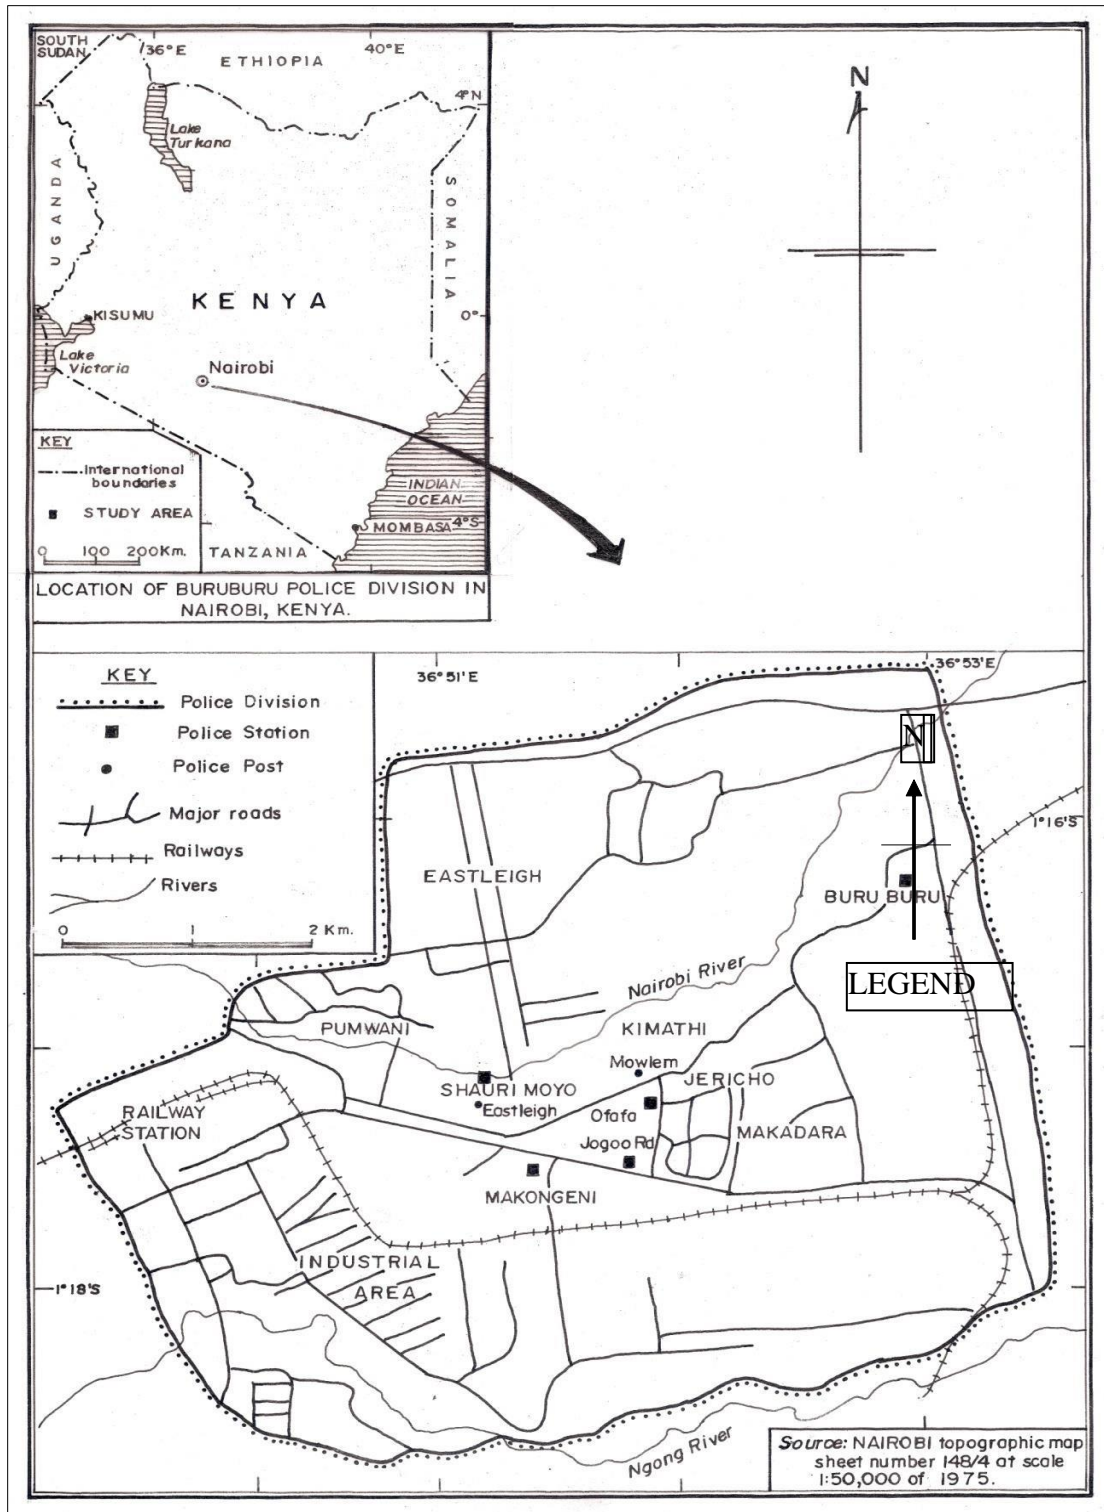 SOUTH
SUDAN
36°E
40°E
ETHIOPIA
4°N
Lake
Turkana
UGANDA
SOMALIA
KENYA
KISUMU
0°
Lake
Victoria
Nairobi
KEY
International
boundaries
STUDY AREA
0 100 200Km.
INDIAN
OCEAN
MOMBASA
4°S
TANZANIA
LOCATION OF BURUBURU POLICE DIVISION IN
NAIROBI, KENYA.
N
KEY
Police Division
Police Station
Police Post
Major roads
Railways
Rivers
0 1 2 Km.
36°51'E
36°53'E
N
1°16'S
EASTLEIGH
BURU BURU
Nairobi River
LEGEND
PUMWANI
KIMATHI
Mowlem
SHAURI MOYO
JERICHO
Eastleigh
RAILWAY
STATION
Ofafa
MAKADARA
Jogoo Rd
MAKONGENI
INDUSTRIAL
AREA
1°18'S
Ngong River
Source: NAIROBI topographic map
sheet number 148/4 at scale
1:50,000 of 1975.